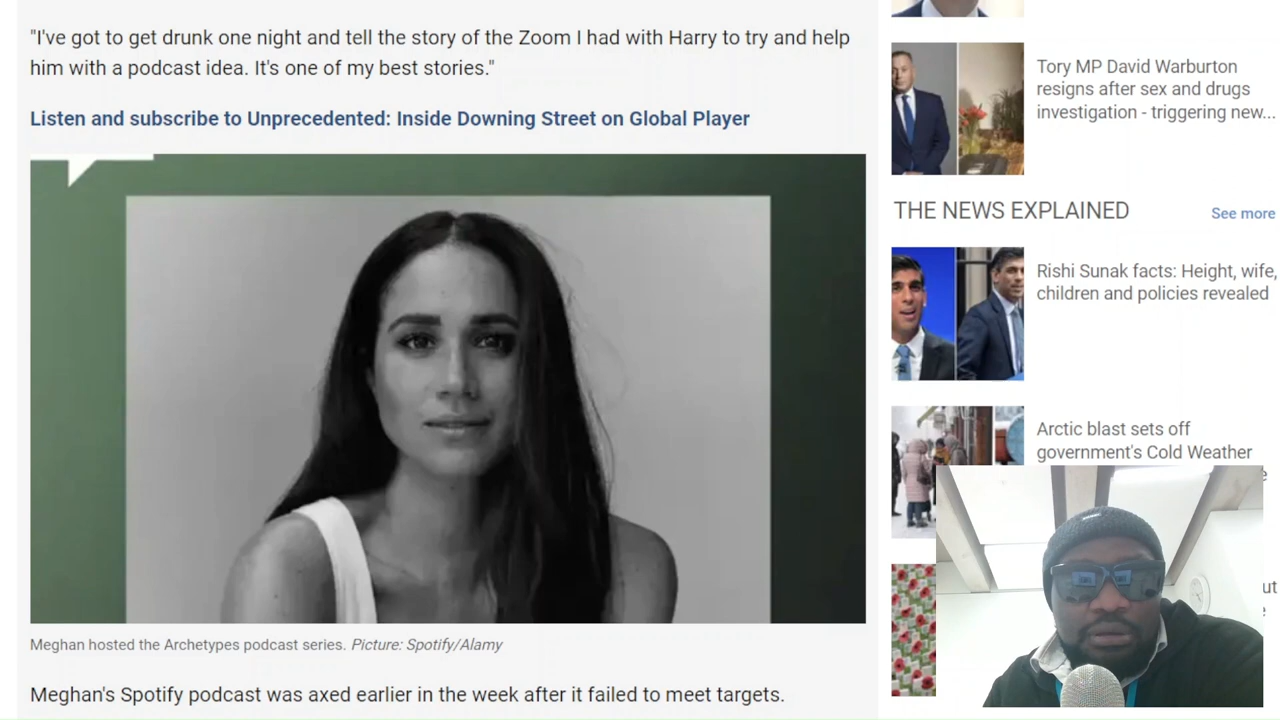 "I've got to get drunk one night and tell the story of the Zoom I had with Harry to try and help
him with a podcast idea. It's one of my best stories."
Listen and subscribe to Unprecedented: Inside Downing Street on Global Player
Meghan hosted the Archetypes podcast series. Picture: Spotify/Alamy
Meghan's Spotify podcast was axed earlier in the week after it failed to meet targets.
Tory MP David Warburton
resigns after sex and drugs
investigation - triggering new...
THE NEWS EXPLAINED
See more
Rishi Sunak facts: Height, wife,
children and policies revealed
Arctic blast sets off
government's Cold Weather